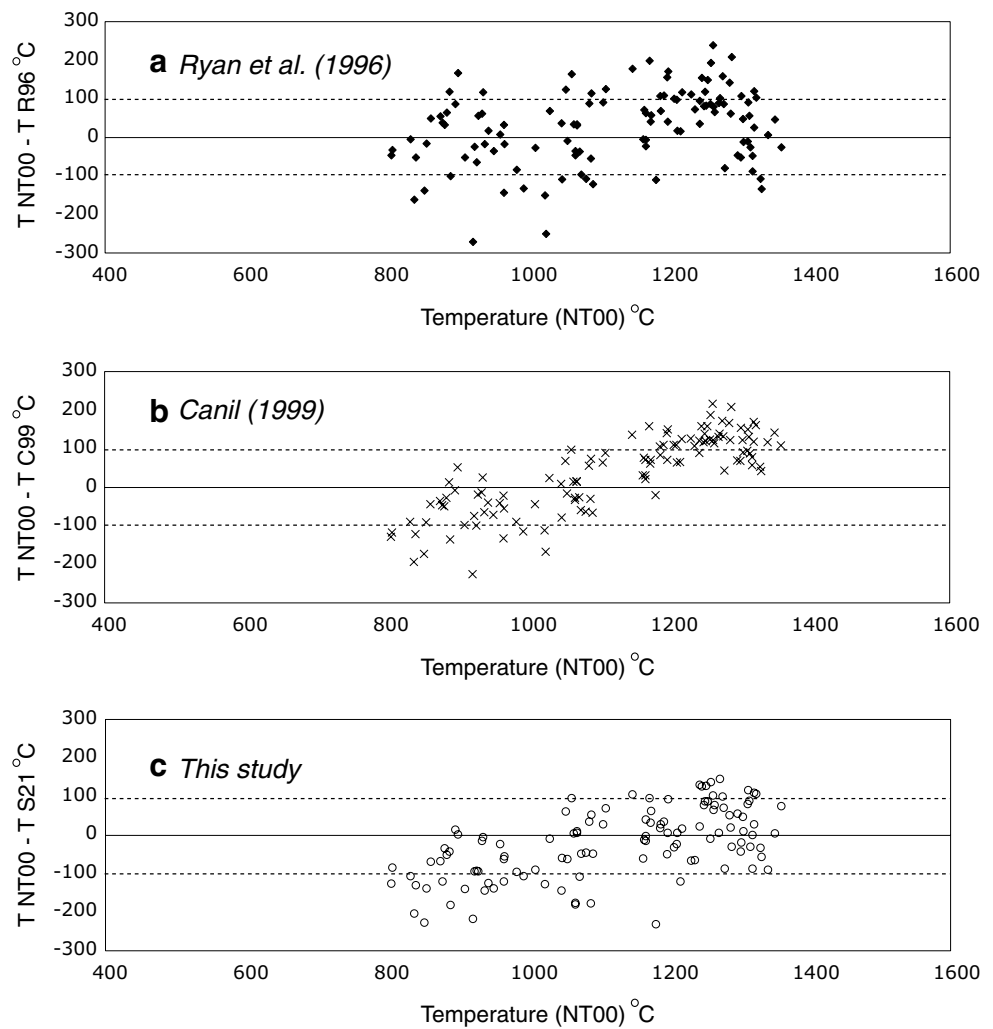 300
200
100
0
-100
-200
-300
T NT00 - T R96 °C
a Ryan et al. (1996)
400 600 800 1000 1200 1400 1600
Temperature (NT00) °C
300
200
100
0
-100
-200
-300
T NT00 - T C99 °C
b Canil (1999)
400 600 800 1000 1200 1400 1600
Temperature (NT00) °C
300
200
100
0
-100
-200
-300
T NT00 - T S21 °C
c This study
400 600 800 1000 1200 1400 1600
Temperature (NT00) °C